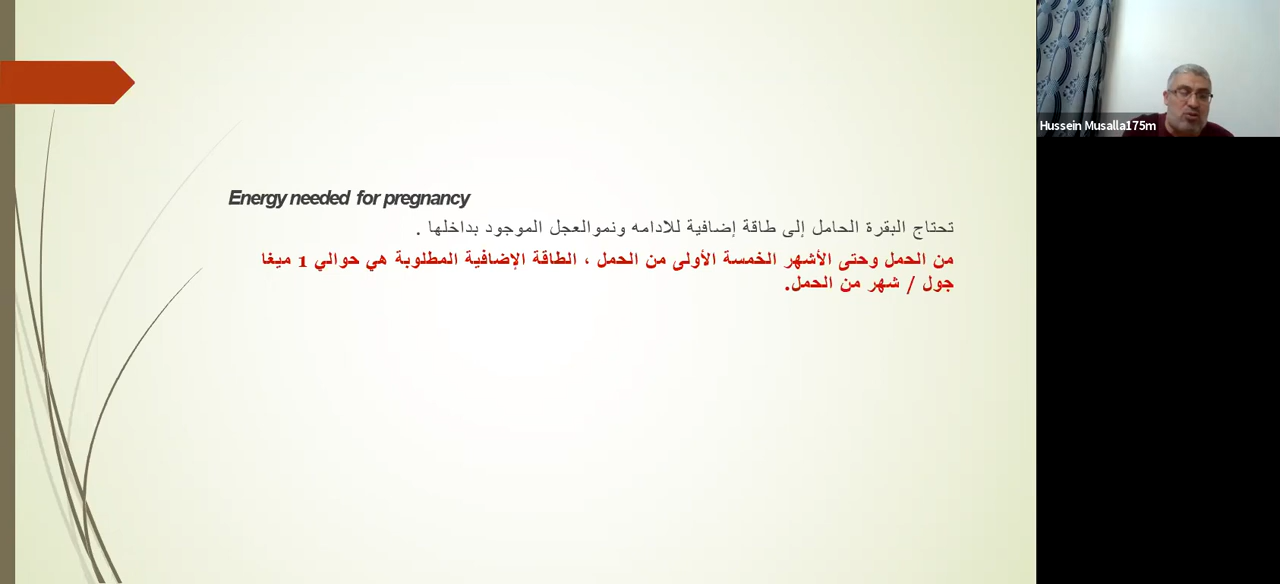 Energy needed for pregnancy
تحتاج البقرة الحامل إلى طاقة إضافية للادامه ونموالعجل الموجود بداخلها .
من الحمل وحتى الأشهر الخمسة الأولى من الحمل ، الطاقة الإضافية المطلوبة هي حوالي 1 ميغا
جول / شهر من الحمل.
Hussein Musalla175m